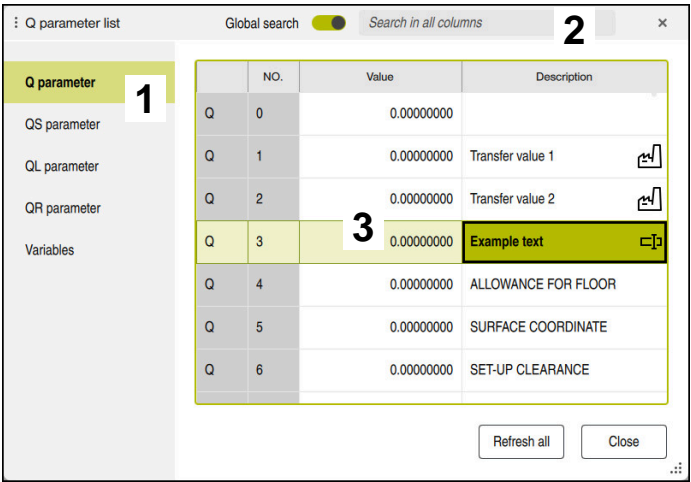 Q parameter list
Global search
Search in all columns
2
×
Q parameter
1
QS parameter
QL parameter
QR parameter
Variables
NO. Value Description
Q 0 0.00000000
Q 1 0.00000000 Transfer value 1
Q 2 0.00000000 Transfer value 2
3
Q 3 0.00000000 Example text
Q 4 0.00000000 ALLOWANCE FOR FLOOR
Q 5 0.00000000 SURFACE COORDINATE
Q 6 0.00000000 SET-UP CLEARANCE
Refresh all Close